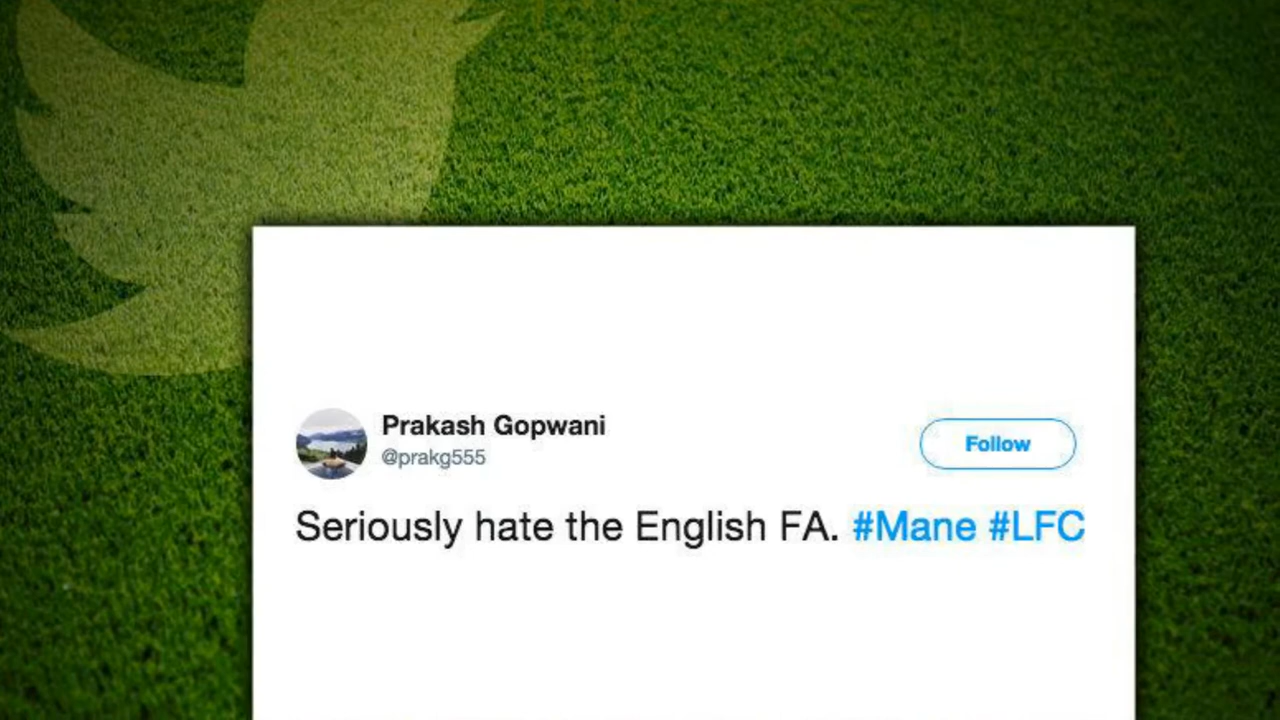 Prakash Gopwani
@prakg555
Follow
Seriously hate the English FA. #Mane #LFC